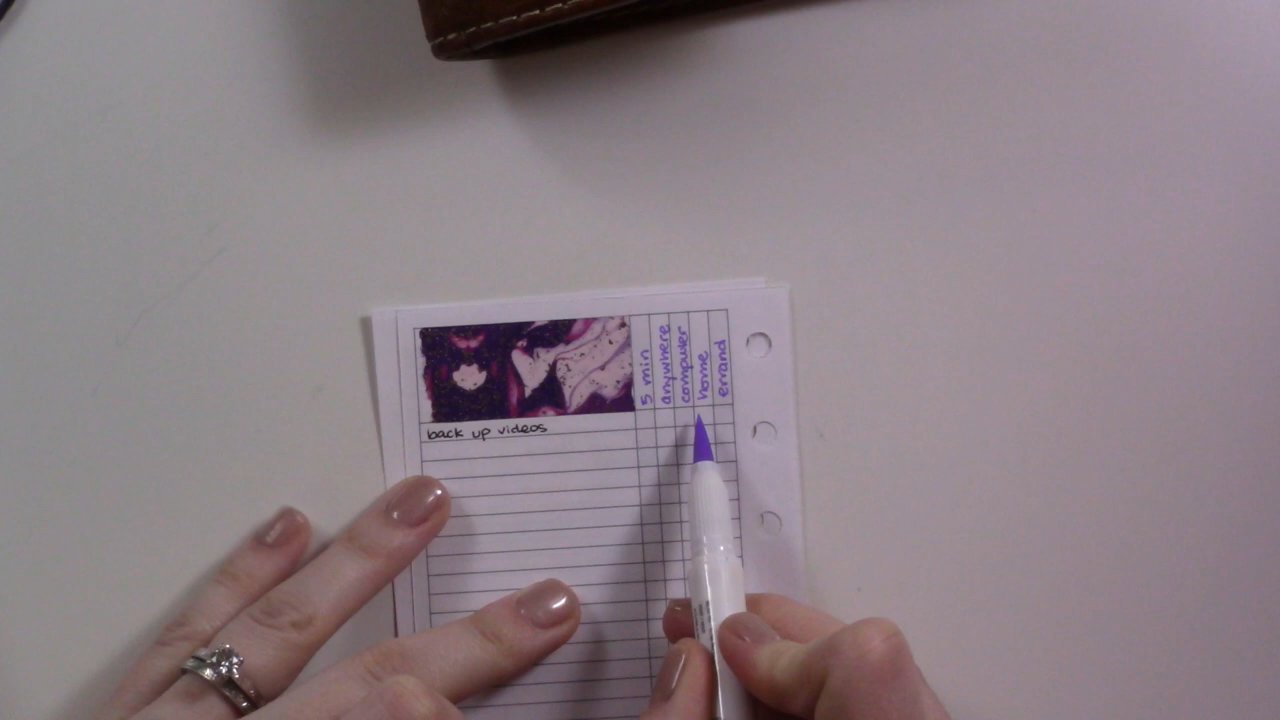 5 min
anywhere
computer
home
errand
back up videos